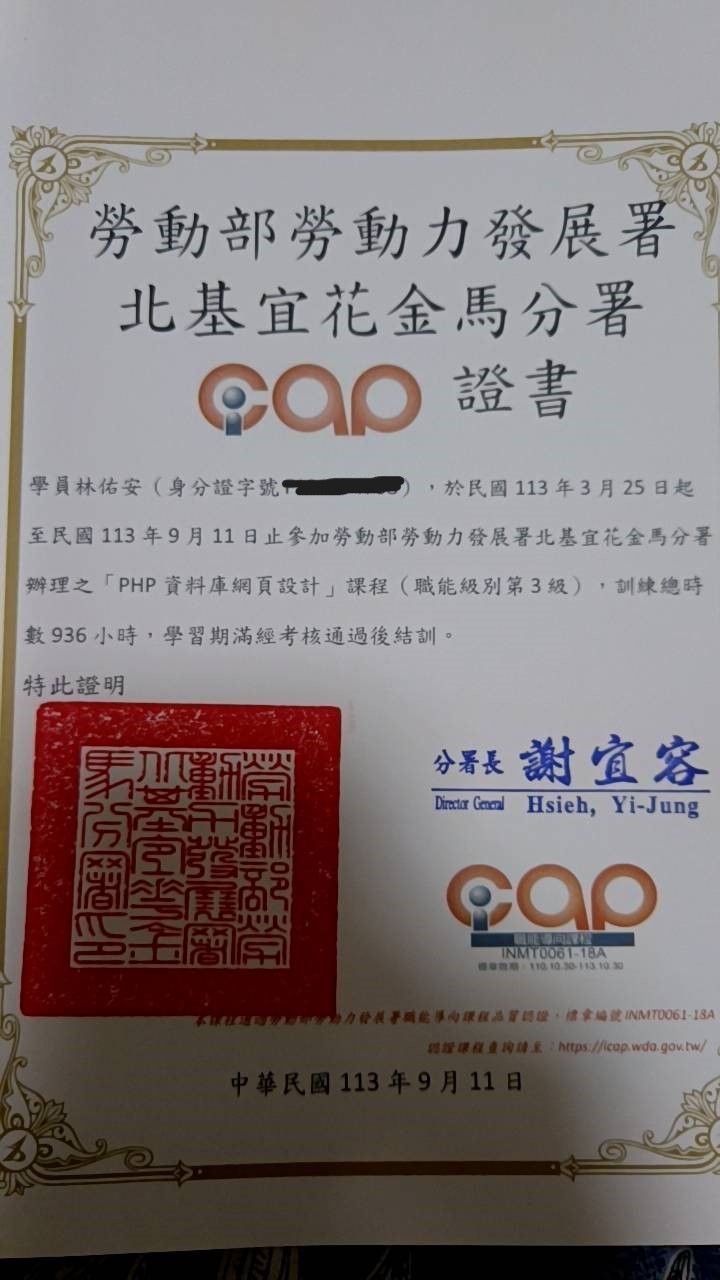 勞動部勞動力發展署
北基宜花金馬分署
icap 證書
學員林佑安（身分證字號），於民國 113 年 3 月 25 日起
至民國 113 年 9 月 11 日止參加勞動部勞動力發展署北基宜花金馬分署
辦理之「PHP 資料庫網頁設計」課程（職能級別第 3 級），訓練總時
數 936 小時，學習期滿經考核通過後結訓。
特此證明
勞動部勞
動力發展署
北基宜花金
馬分署印
分署長 謝宜容
Director General Hsieh, Yi-Jung
icap
職能導向課程
INMT0061-18A
標章效期：110.10.30-113.10.30
本課程通過勞動部勞動力發展署職能導向課程品質認證，標章編號INMT0061-18A
認證課程查詢請至：https://icap.wda.gov.tw/
中華民國 113 年 9 月 11 日